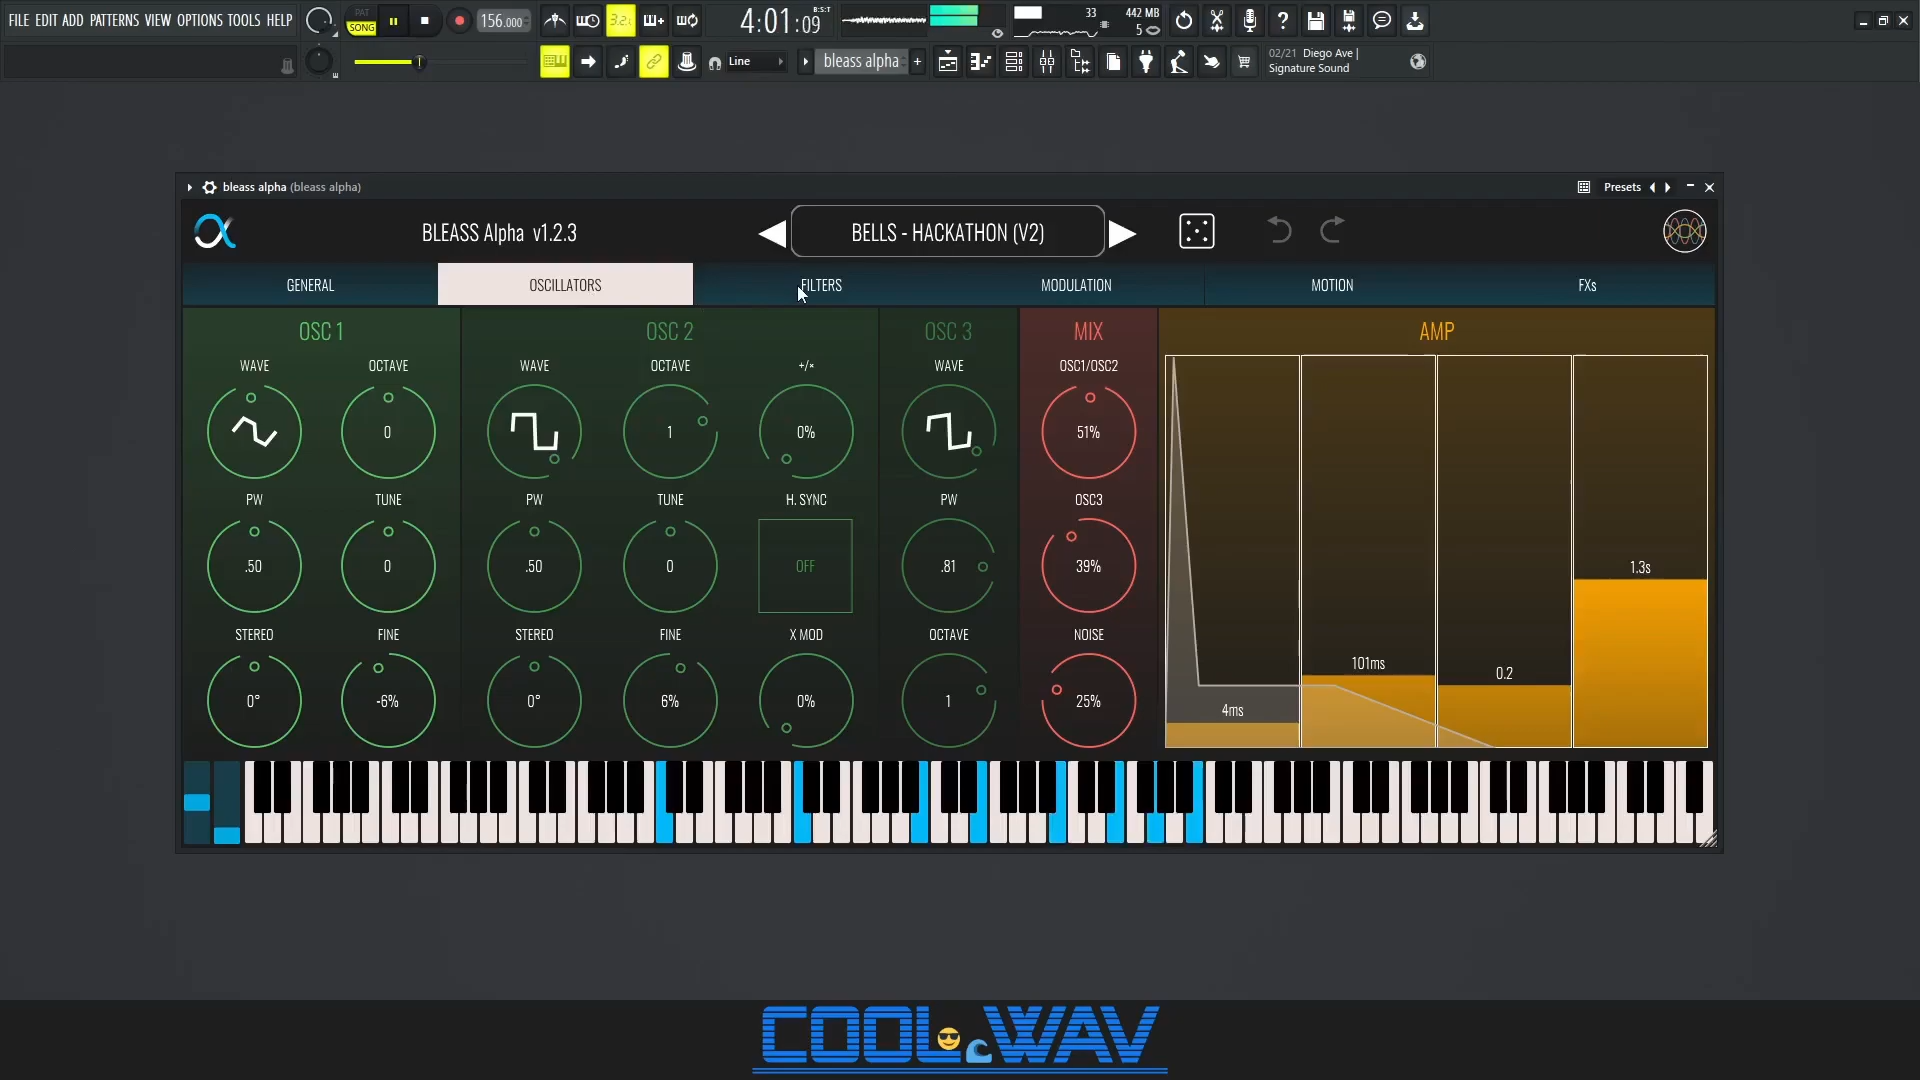 FILE EDIT ADD PATTERNS VIEW OPTIONS TOOLS HELP
PAT
SONG
156.000
3.2.
4:01:09
B:S:T
33
442 MB
5
Line
bleass alpha
02/21 Diego Ave |
Signature Sound
bleass alpha (bleass alpha)
Presets
BLEASS Alpha v1.2.3
BELLS - HACKATHON (V2)
GENERAL
OSCILLATORS
FILTERS
MODULATION
MOTION
FXs
OSC 1
OSC 2
OSC 3
MIX
AMP
WAVE
OCTAVE
WAVE
OCTAVE
+/×
WAVE
OSC1/OSC2
0
1
0%
51%
PW
TUNE
PW
TUNE
H. SYNC
PW
OSC3
.50
0
.50
0
OFF
.81
39%
1.3s
STEREO
FINE
STEREO
FINE
X MOD
OCTAVE
NOISE
0°
-6%
0°
6%
0%
1
25%
4ms
101ms
0.2
COOL WAV